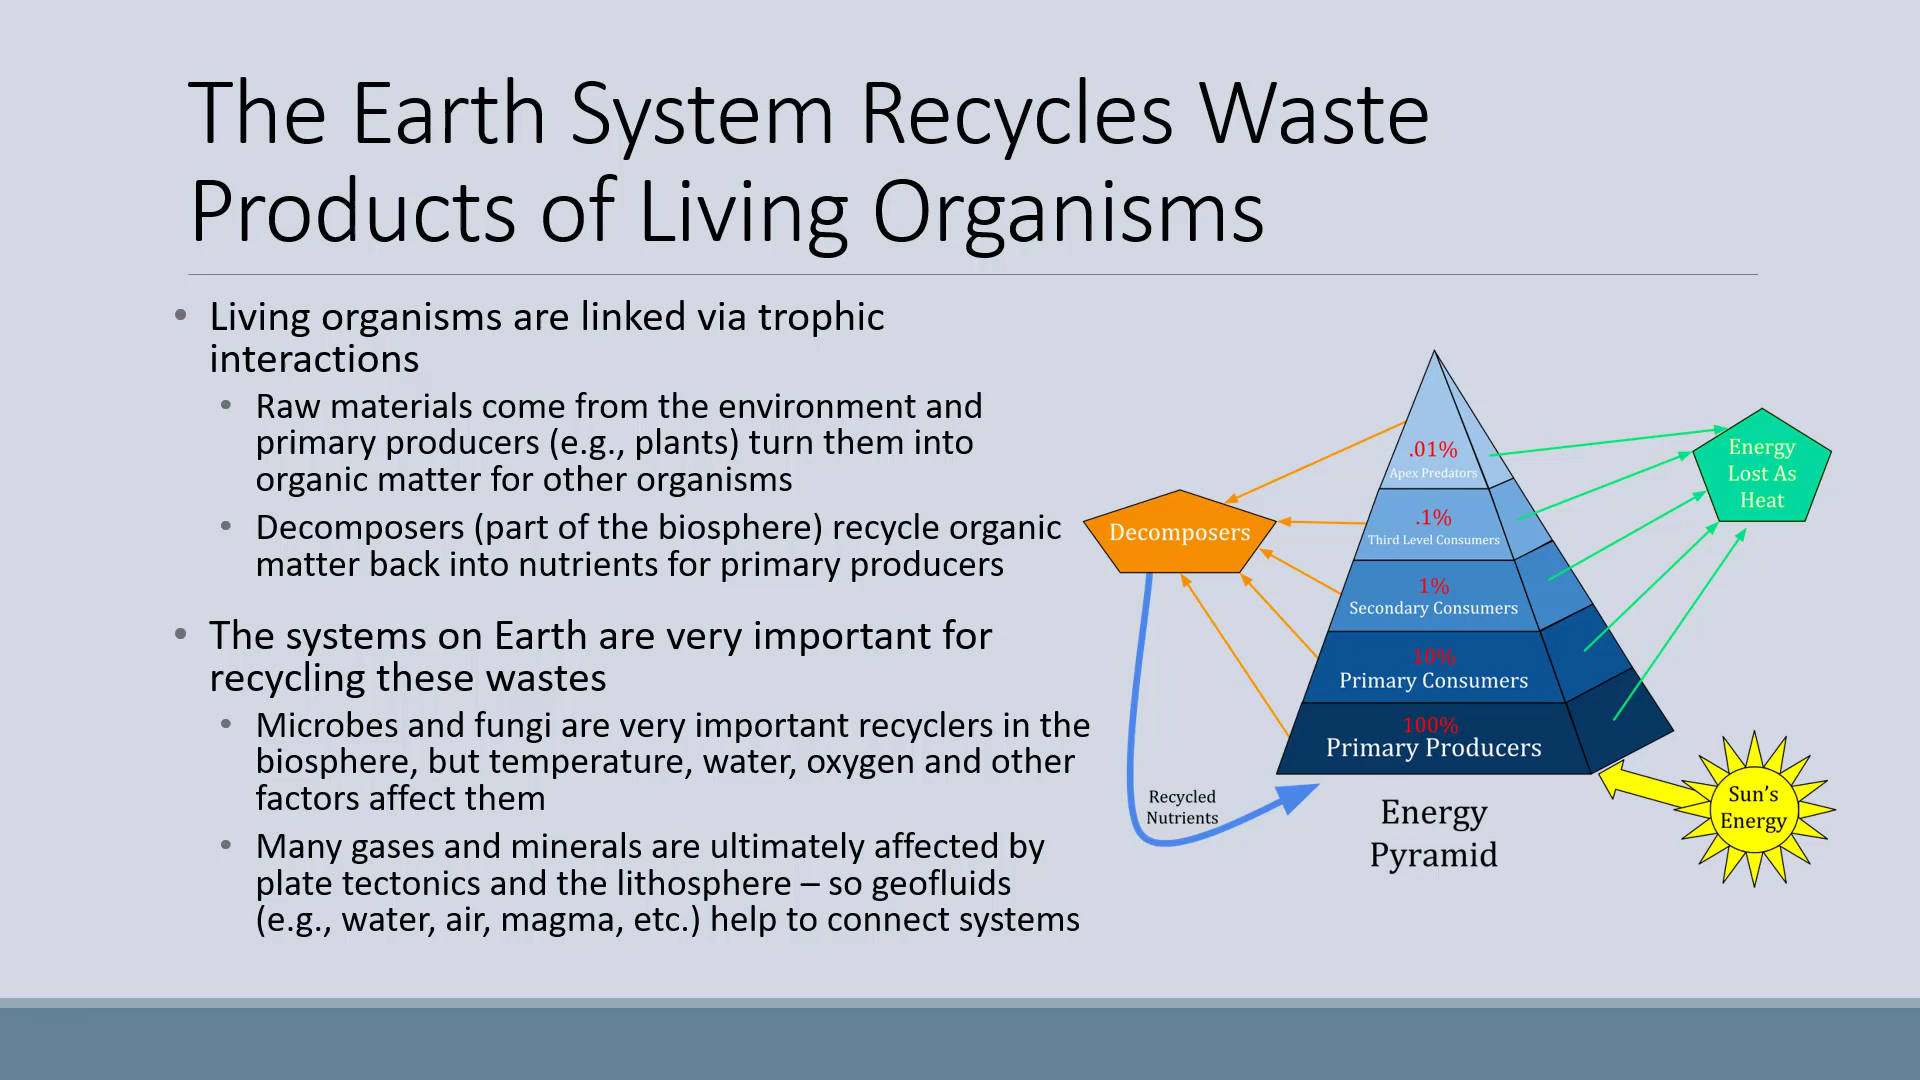 The Earth System Recycles Waste
Products of Living Organisms
• Living organisms are linked via trophic
interactions
• Raw materials come from the environment and
primary producers (e.g., plants) turn them into
organic matter for other organisms
• Decomposers (part of the biosphere) recycle organic
matter back into nutrients for primary producers
• The systems on Earth are very important for
recycling these wastes
• Microbes and fungi are very important recyclers in the
biosphere, but temperature, water, oxygen and other
factors affect them
• Many gases and minerals are ultimately affected by
plate tectonics and the lithosphere – so geofluids
(e.g., water, air, magma, etc.) help to connect systems
Decomposers
Recycled
Nutrients
.01%
Apex Predators
.1%
Third Level Consumers
1%
Secondary Consumers
10%
Primary Consumers
100%
Primary Producers
Energy
Pyramid
Energy
Lost As
Heat
Sun's
Energy